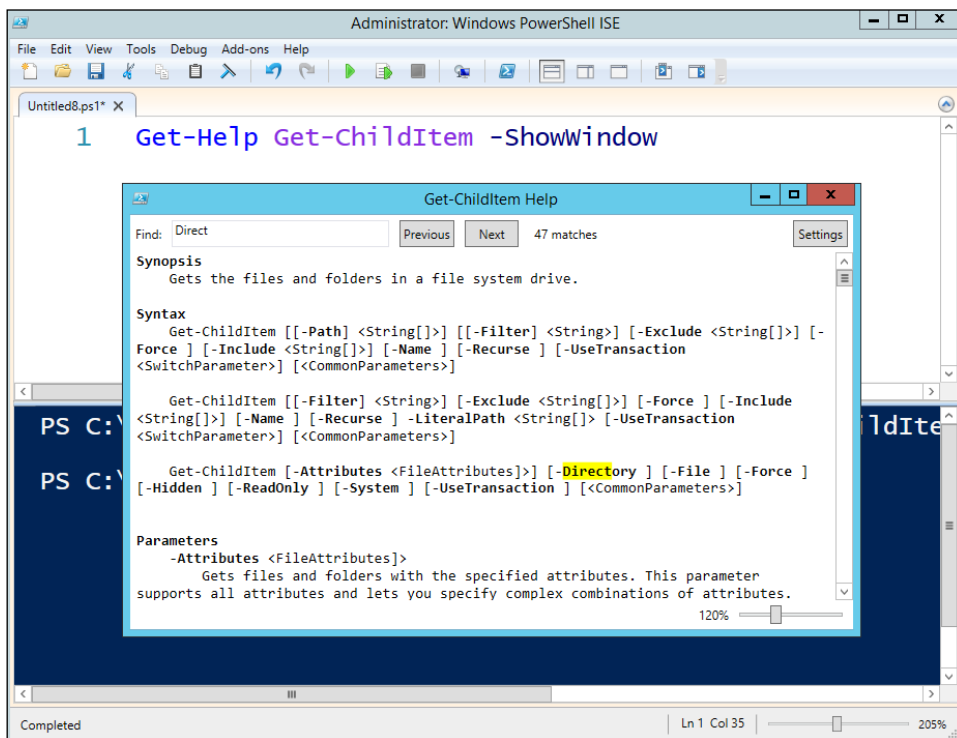 Administrator: Windows PowerShell ISE
File Edit View Tools Debug Add-ons Help
Untitled8.ps1* X
1 Get-Help Get-ChildItem -ShowWindow
Get-ChildItem Help
Find: Direct Previous Next 47 matches Settings
Synopsis
Gets the files and folders in a file system drive.
Syntax
Get-ChildItem [[-Path] <String[]>] [[-Filter] <String>] [-Exclude <String[]>] [-
Force ] [-Include <String[]>] [-Name ] [-Recurse ] [-UseTransaction
<SwitchParameter>] [<CommonParameters>]
Get-ChildItem [[-Filter] <String>] [-Exclude <String[]>] [-Force ] [-Include
<String[]>] [-Name ] [-Recurse ] -LiteralPath <String[]> [-UseTransaction
<SwitchParameter>] [<CommonParameters>]
Get-ChildItem [-Attributes <FileAttributes]>] [-Directory ] [-File ] [-Force ]
[-Hidden ] [-ReadOnly ] [-System ] [-UseTransaction ] [<CommonParameters>]
Parameters
-Attributes <FileAttributes]>
Gets files and folders with the specified attributes. This parameter
supports all attributes and lets you specify complex combinations of attributes.
120%
PS C:\ ildIte
PS C:\
Completed Ln 1 Col 35 205%